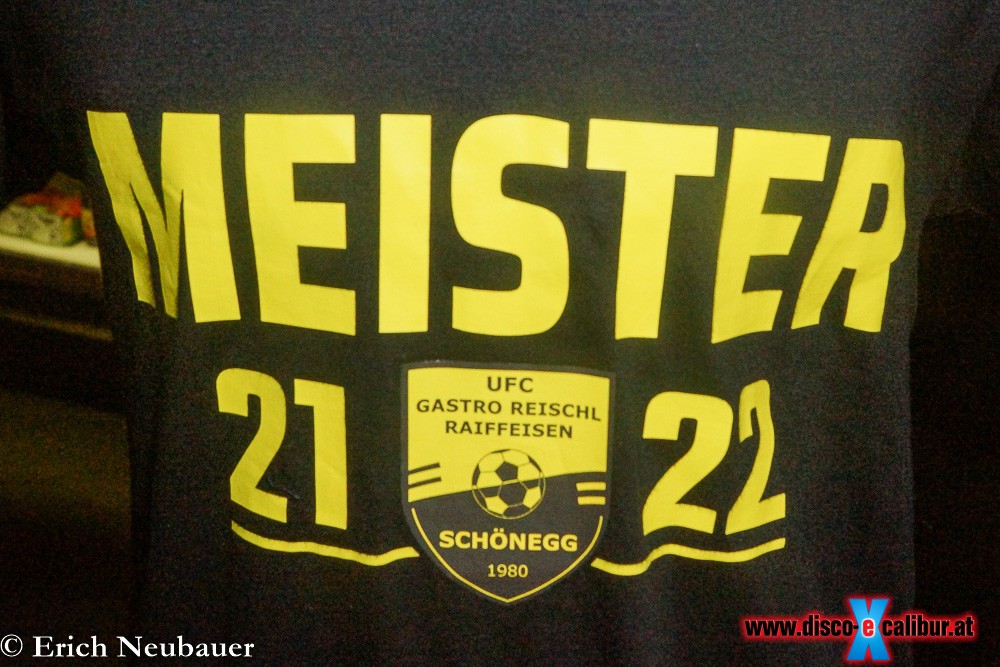 MEISTER
21 22
UFC
GASTRO REISCHL
RAIFFEISEN
SCHÖNEGG
1980
© Erich Neubauer
www.disco-eXcalibur.at